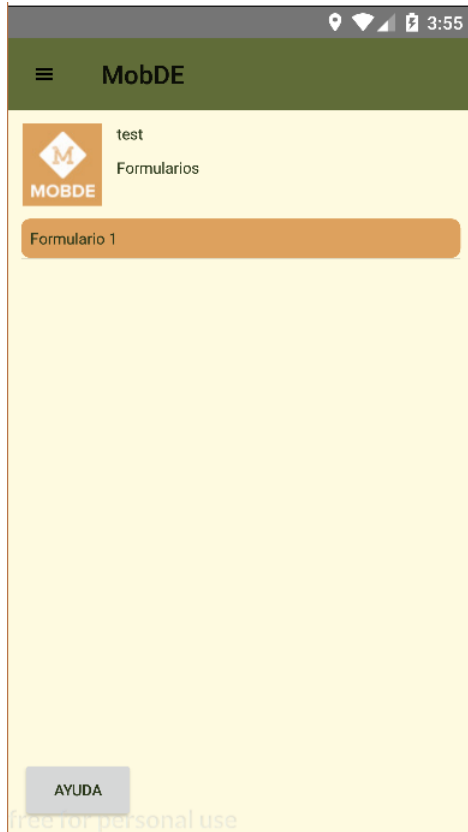 3:55
MobDE
test
M
MOBDE
Formularios
Formulario 1
AYUDA
free for personal use